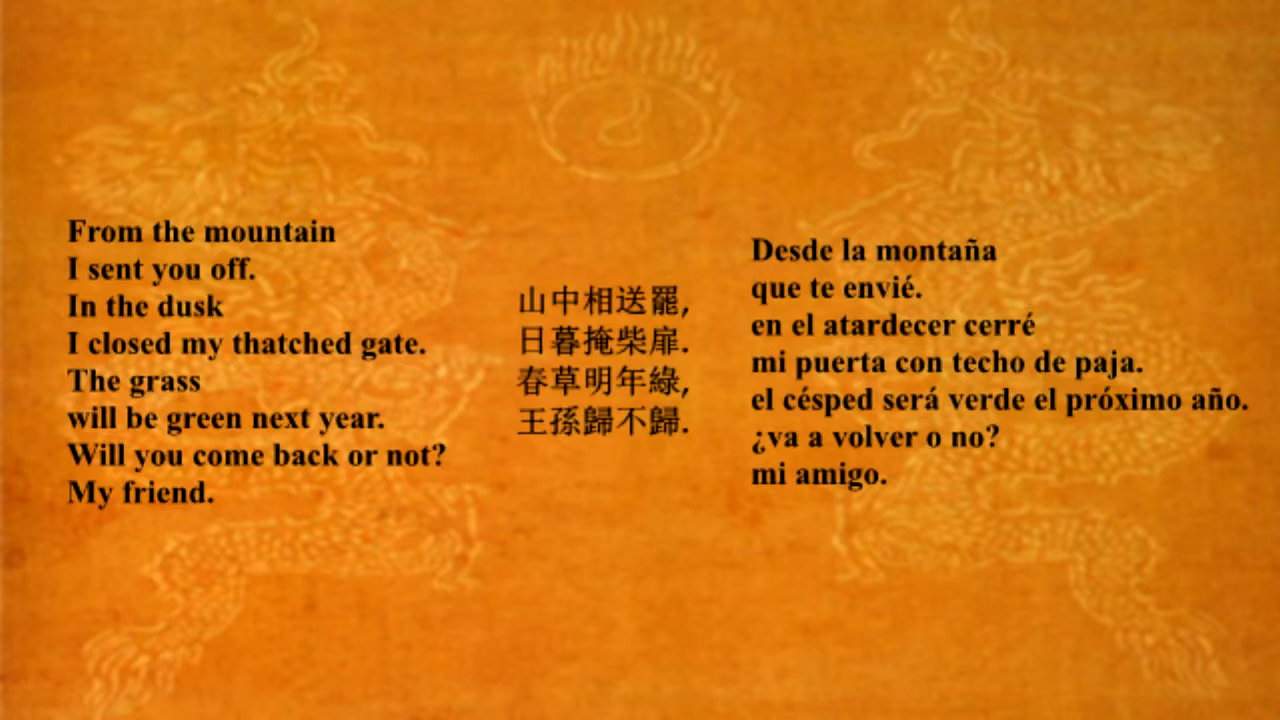 From the mountain
I sent you off.
In the dusk
I closed my thatched gate.
The grass
will be green next year.
Will you come back or not?
My friend.
山中相送罷,
日暮掩柴扉.
春草明年綠,
王孫歸不歸.
Desde la montaña
que te envié.
en el atardecer cerré
mi puerta con techo de paja.
el césped será verde el próximo año.
¿va a volver o no?
mi amigo.